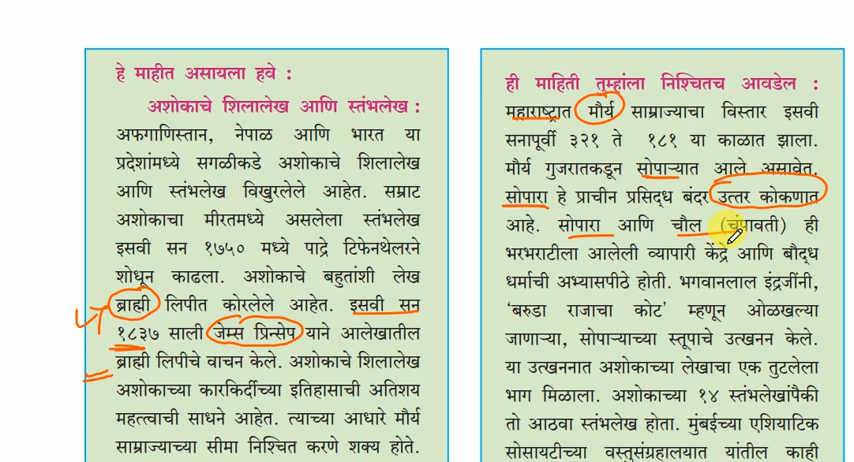 हे माहीत असायला हवे :
अशोकाचे शिलालेख आणि स्तंभलेख :
अफगाणिस्तान, नेपाळ आणि भारत या
प्रदेशांमध्ये सगळीकडे अशोकाचे शिलालेख
आणि स्तंभलेख विखुरलेले आहेत. सम्राट
अशोकाचा मीरतमध्ये असलेला स्तंभलेख
इसवी सन १७५० मध्ये पाद्रे टिफेनथेलरने
शोधून काढला. अशोकाचे बहुतांशी लेख
ब्राह्मी लिपीत कोरलेले आहेत. इसवी सन
१८३७ साली जेम्स प्रिन्सेप याने आलेखातील
ब्राह्मी लिपीचे वाचन केले. अशोकाचे शिलालेख
अशोकाच्या कारकिर्दीच्या इतिहासाची अतिशय
महत्त्वाची साधने आहेत. त्याच्या आधारे मौर्य
साम्राज्याच्या सीमा निश्चित करणे शक्य होते.
ही माहिती तुम्हांला निश्चितच आवडेल :
महाराष्ट्रात मौर्य साम्राज्याचा विस्तार इसवी
सनापूर्वी ३२१ ते १८१ या काळात झाला.
मौर्य गुजरातकडून सोपाऱ्यात आले असावेत.
सोपारा हे प्राचीन प्रसिद्ध बंदर उत्तर कोकणात
आहे. सोपारा आणि चौल (चंपावती) ही
भरभराटीला आलेली व्यापारी केंद्रे आणि बौद्ध
धर्माची अभ्यासपीठे होती. भगवानलाल इंद्रजींनी,
‘बरुडा राजाचा कोट’ म्हणून ओळखल्या
जाणाऱ्या, सोपाऱ्याच्या स्तूपाचे उत्खनन केले.
या उत्खननात अशोकाच्या लेखाचा एक तुटलेला
भाग मिळाला. अशोकाच्या १४ स्तंभलेखांपैकी
तो आठवा स्तंभलेख होता. मुंबईच्या एशियाटिक
सोसायटीच्या वस्तुसंग्रहालयात यांतील काही